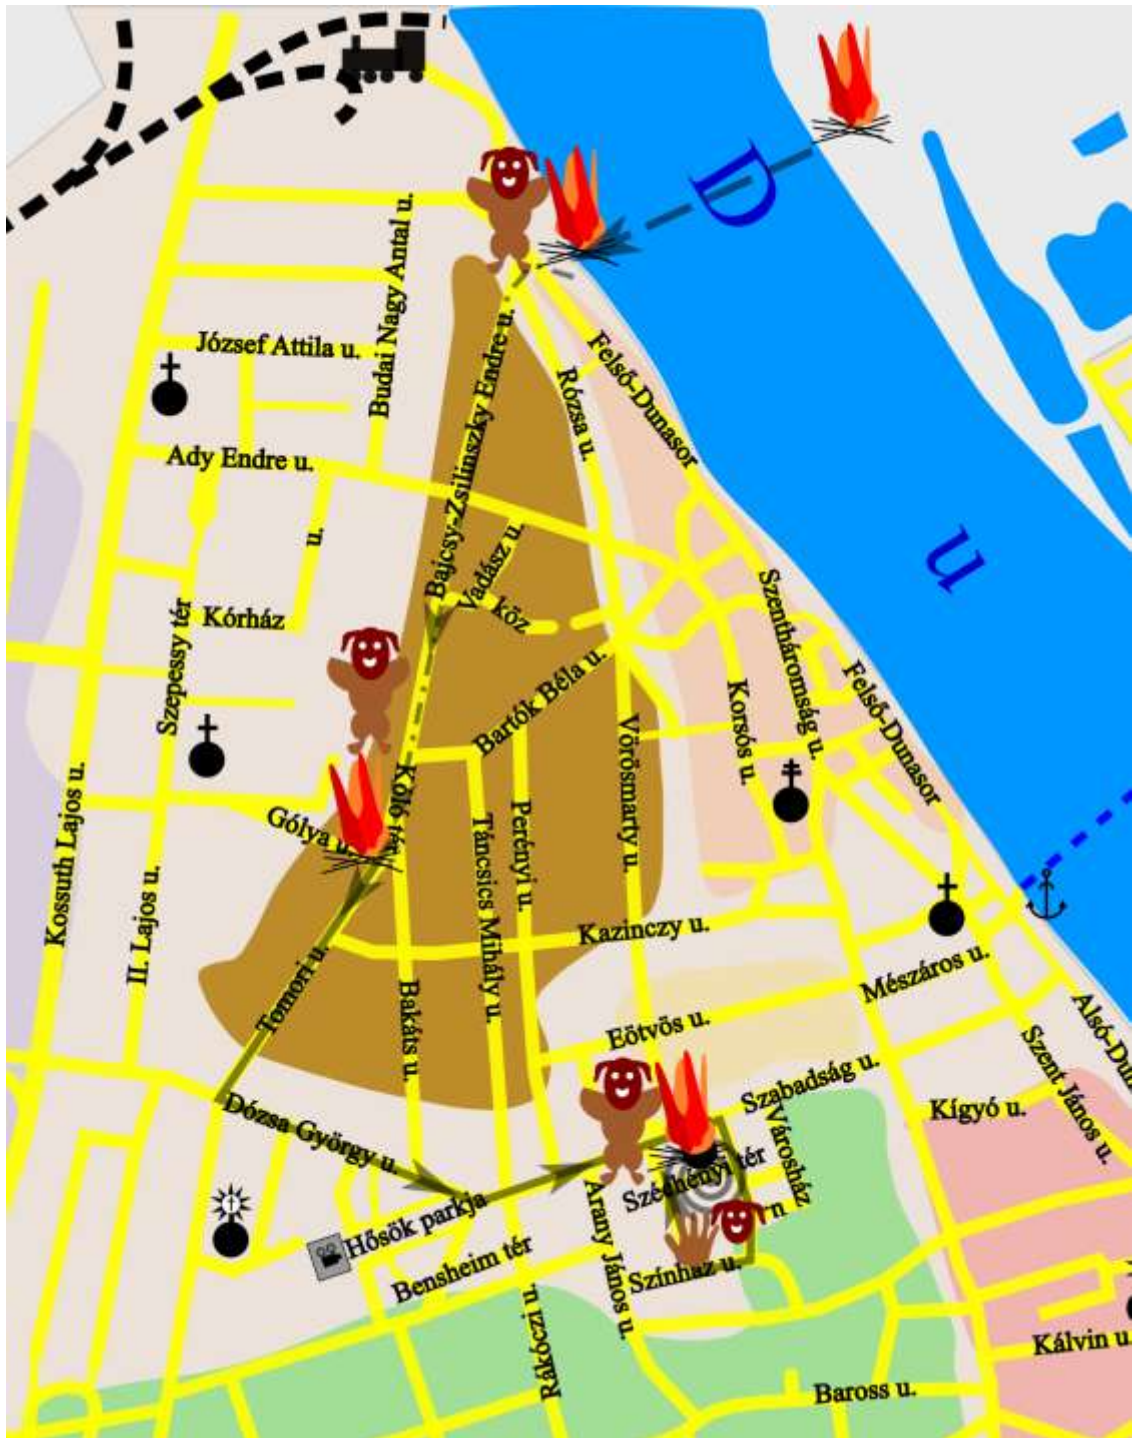 D
Budai Nagy Antal u.
József Attila u.
Felső-Dunasor
Bajcsy-Zsilinszky Endre u.
Rózsa u.
Ady Endre u.
Vadász u.
u.
u
köz
Kórház
Szepessy tér
Szentháromság u.
Bartók Béla u.
Korsós u.
Felső-Dunasor
Vörösmarty u.
Kossuth Lajos u.
Gólya u.
Táncsics Mihály u.
Perényi u.
II. Lajos u.
Kazinczy u.
Tomori u.
Bakáts u.
Mészáros u.
Eötvös u.
Alsó-Dun
Szent János u.
Szabadság u.
Kígyó u.
Dózsa György u.
Városház
Széchényi tér
Hősök parkja
Arany János u.
n
Bensheim tér
Színház u.
Rákóczi u.
Kálvin u.
Baross u.